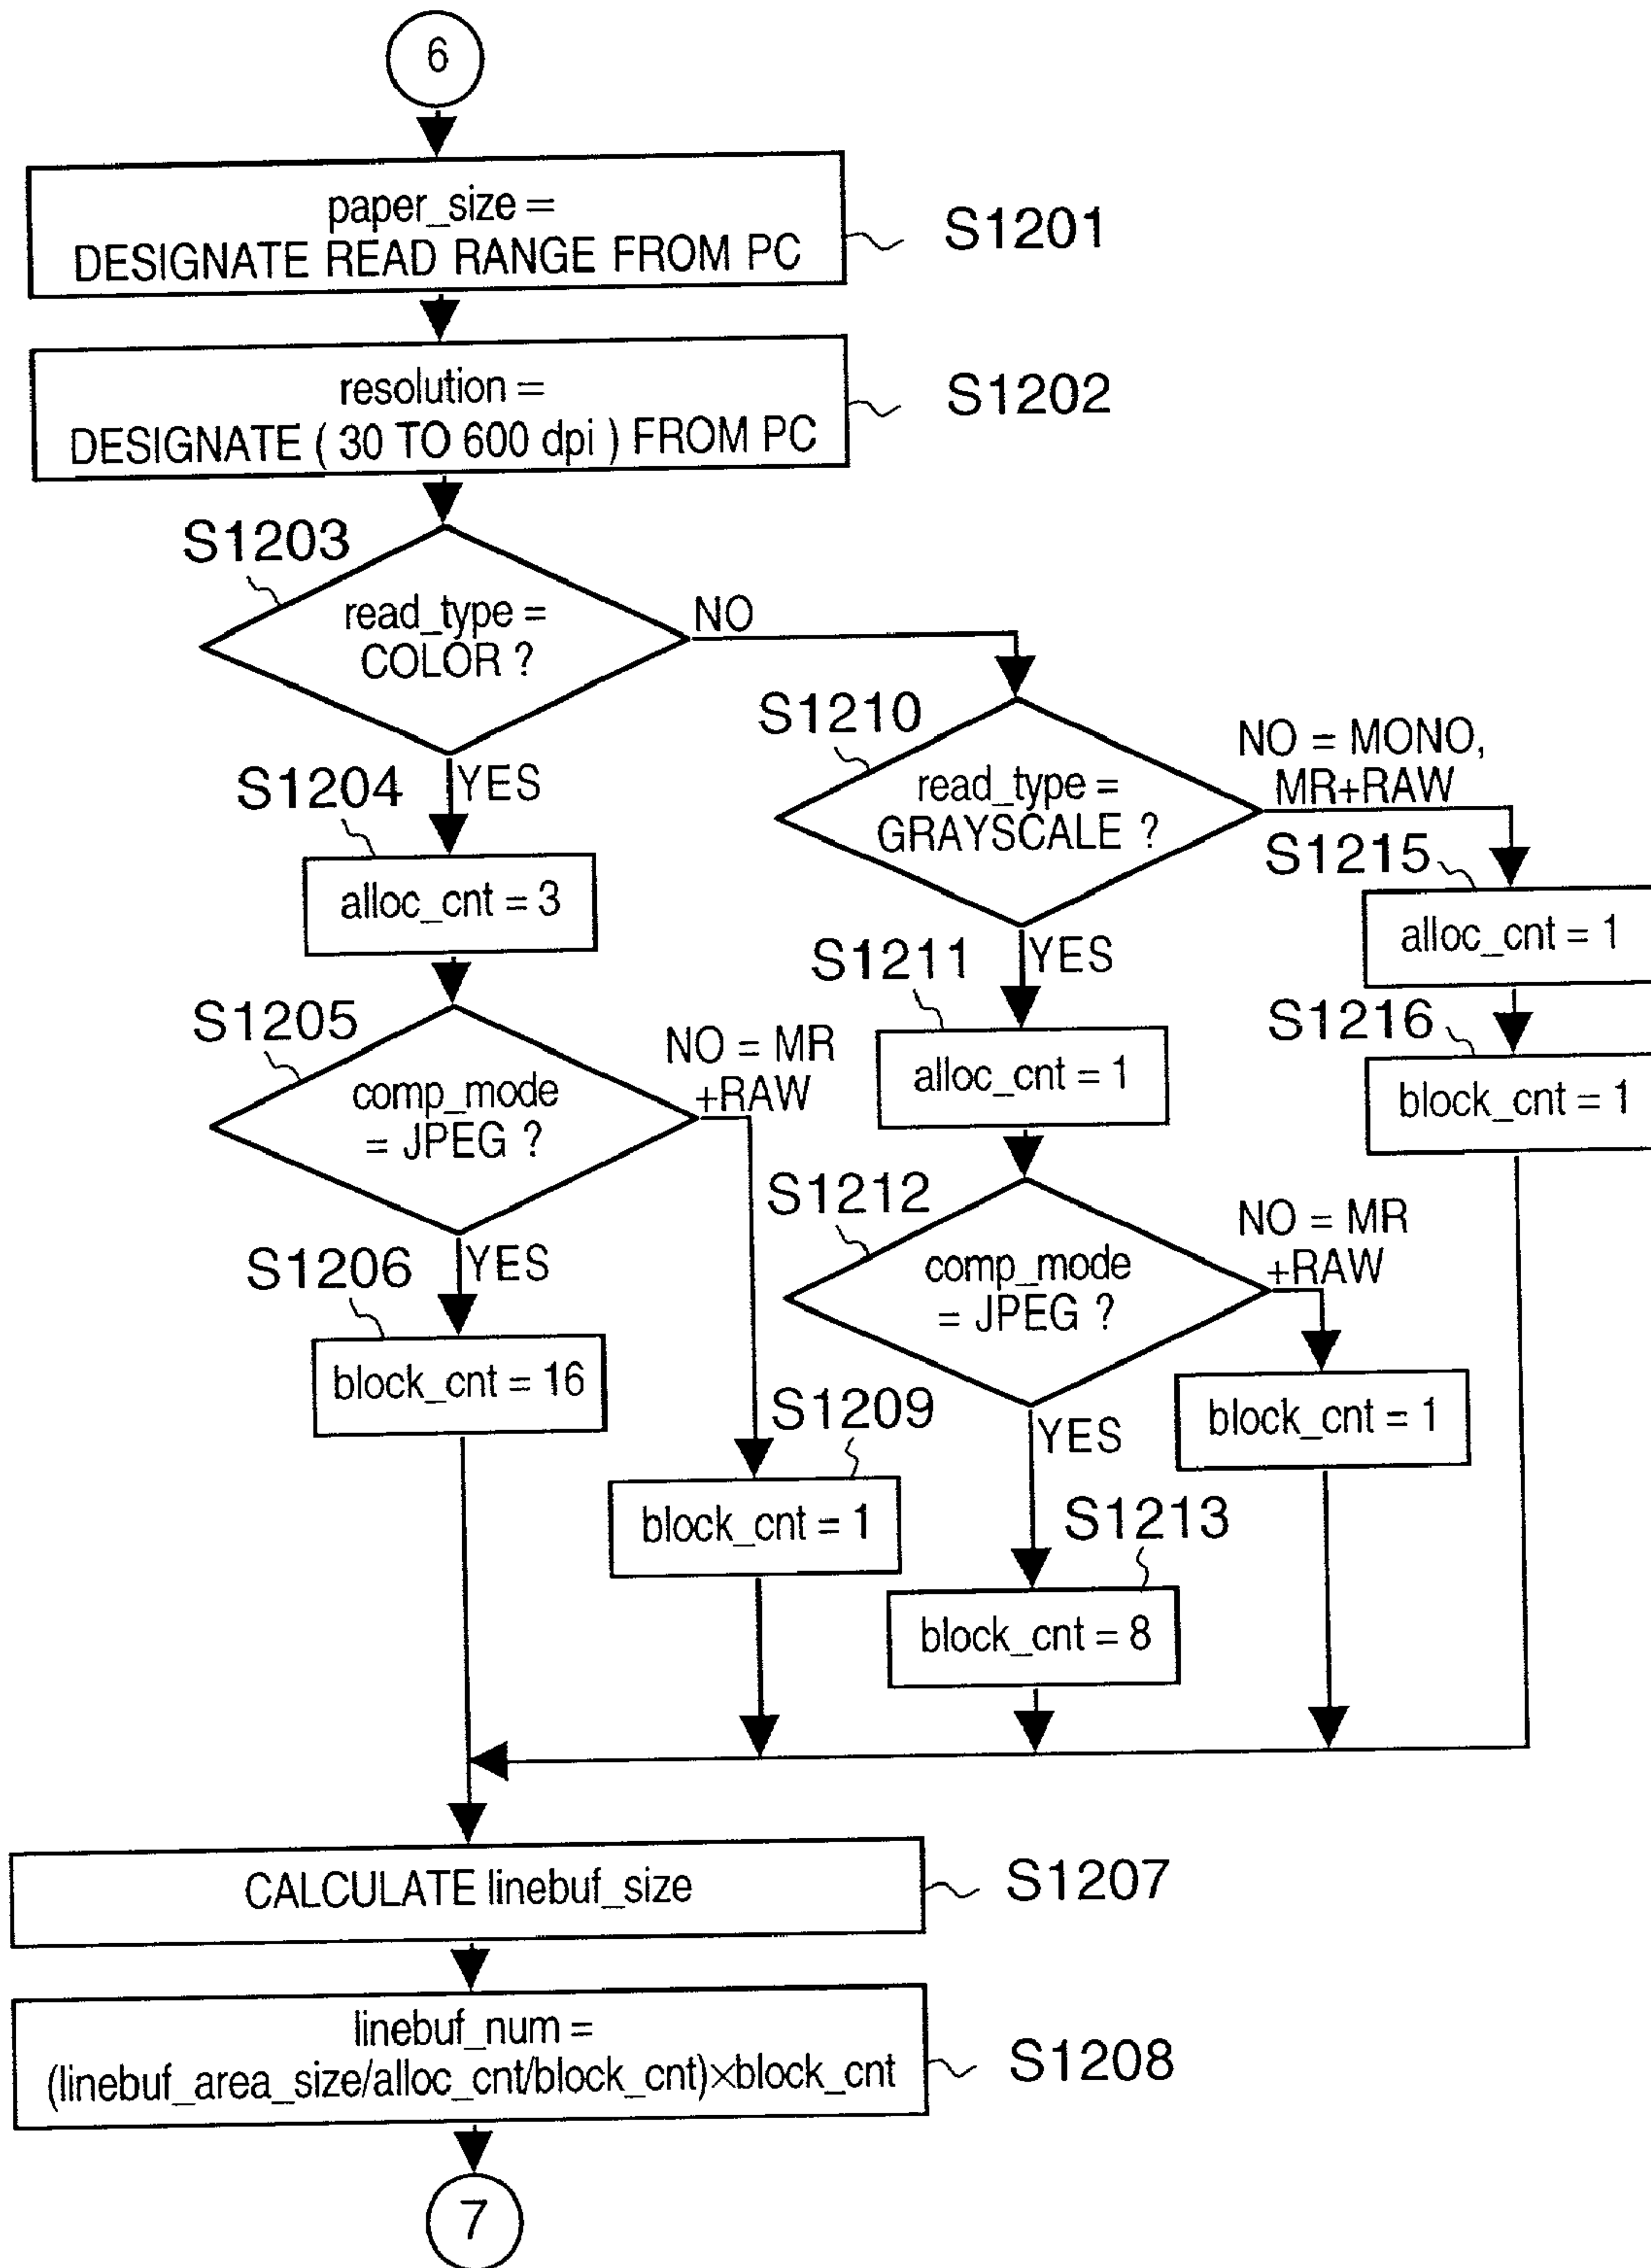 6
paper_size =
DESIGNATE READ RANGE FROM PC
S1201
resolution =
DESIGNATE ( 30 TO 600 dpi ) FROM PC
S1202
S1203
read_type =
COLOR ?
NO
YES
S1204
alloc_cnt = 3
S1205
comp_mode
= JPEG ?
NO = MR
+RAW
YES
S1206
block_cnt = 16
S1209
block_cnt = 1
S1210
read_type =
GRAYSCALE ?
NO = MONO,
MR+RAW
YES
S1211
alloc_cnt = 1
S1212
comp_mode
= JPEG ?
NO = MR
+RAW
YES
block_cnt = 1
S1213
block_cnt = 8
S1215
alloc_cnt = 1
S1216
block_cnt = 1
CALCULATE linebuf_size
S1207
linebuf_num =
(linebuf_area_size/alloc_cnt/block_cnt)×block_cnt
S1208
7